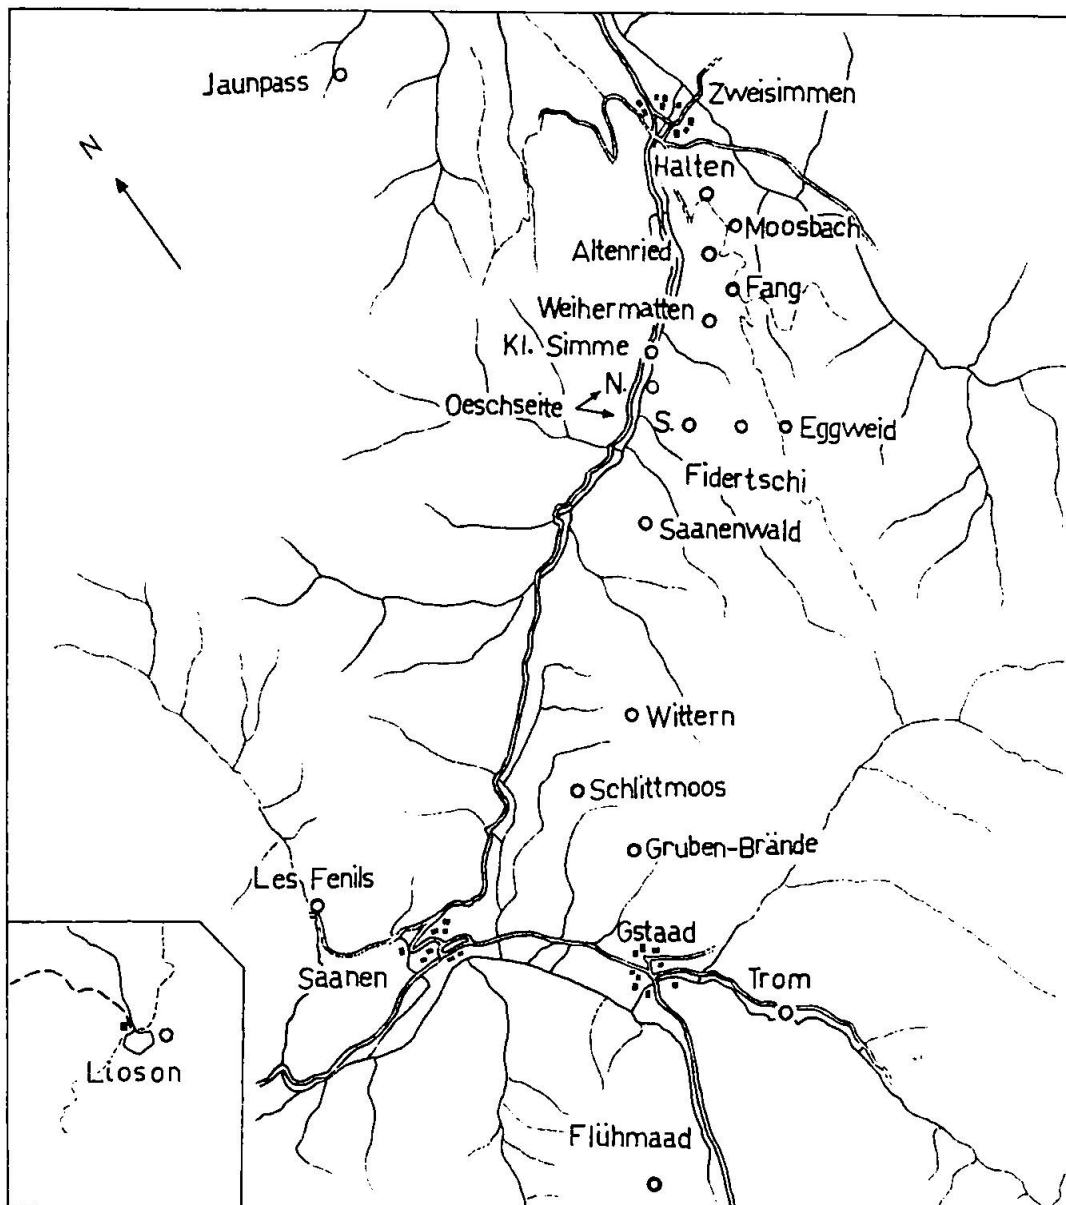 Jaunpass
Zweisimmen
N
Halten
Moosbach
Altenried
Fang
Weihermatten
Kl. Simme
N.
Oeschseite
S.
Eggweid
Fidertschi
Saanenwald
Wittern
Schlittmoos
Gruben-Brände
Les Fenils
Gstaad
Saanen
Trom
Lioson
Flühmaad